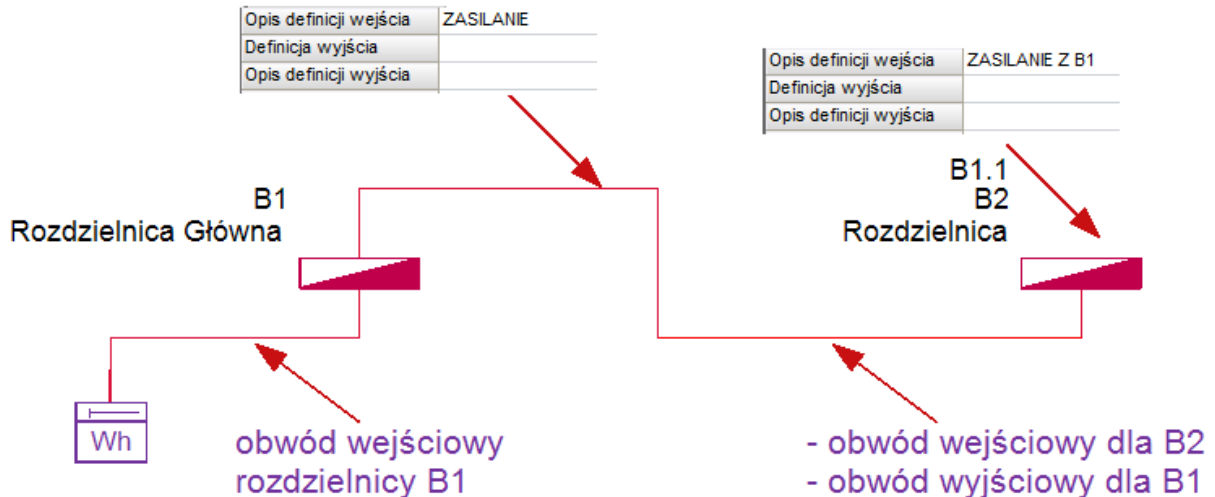 Opis definicji wejścia ZASILANIE
Definicja wyjścia
Opis definicji wyjścia
Opis definicji wejścia ZASILANIE Z B1
Definicja wyjścia
Opis definicji wyjścia
B1
Rozdzielnica Główna
B1.1
B2
Rozdzielnica
Wh
obwód wejściowy
rozdzielnicy B1
- obwód wejściowy dla B2
- obwód wyjściowy dla B1